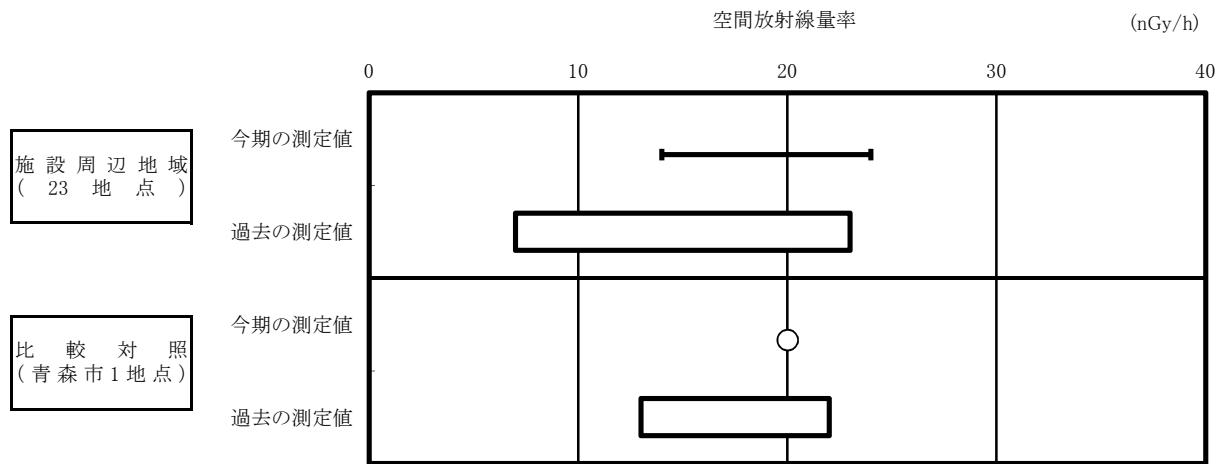 空間放射線量率 (nGy/h)
0 10 20 30 40
今期の測定値
施設周辺地域
(23地点)
過去の測定値
今期の測定値
比較対照
(青森市1地点)
過去の測定値